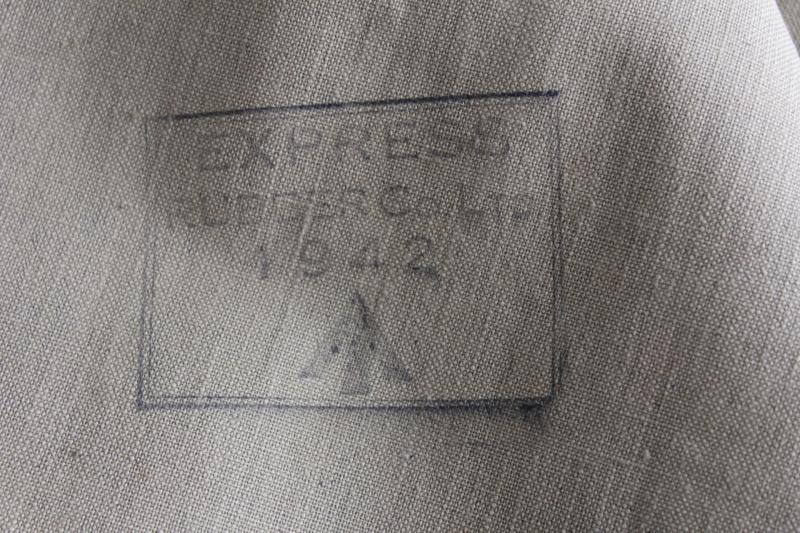 EXPRESS
RUBBER Co. LTD.
1942